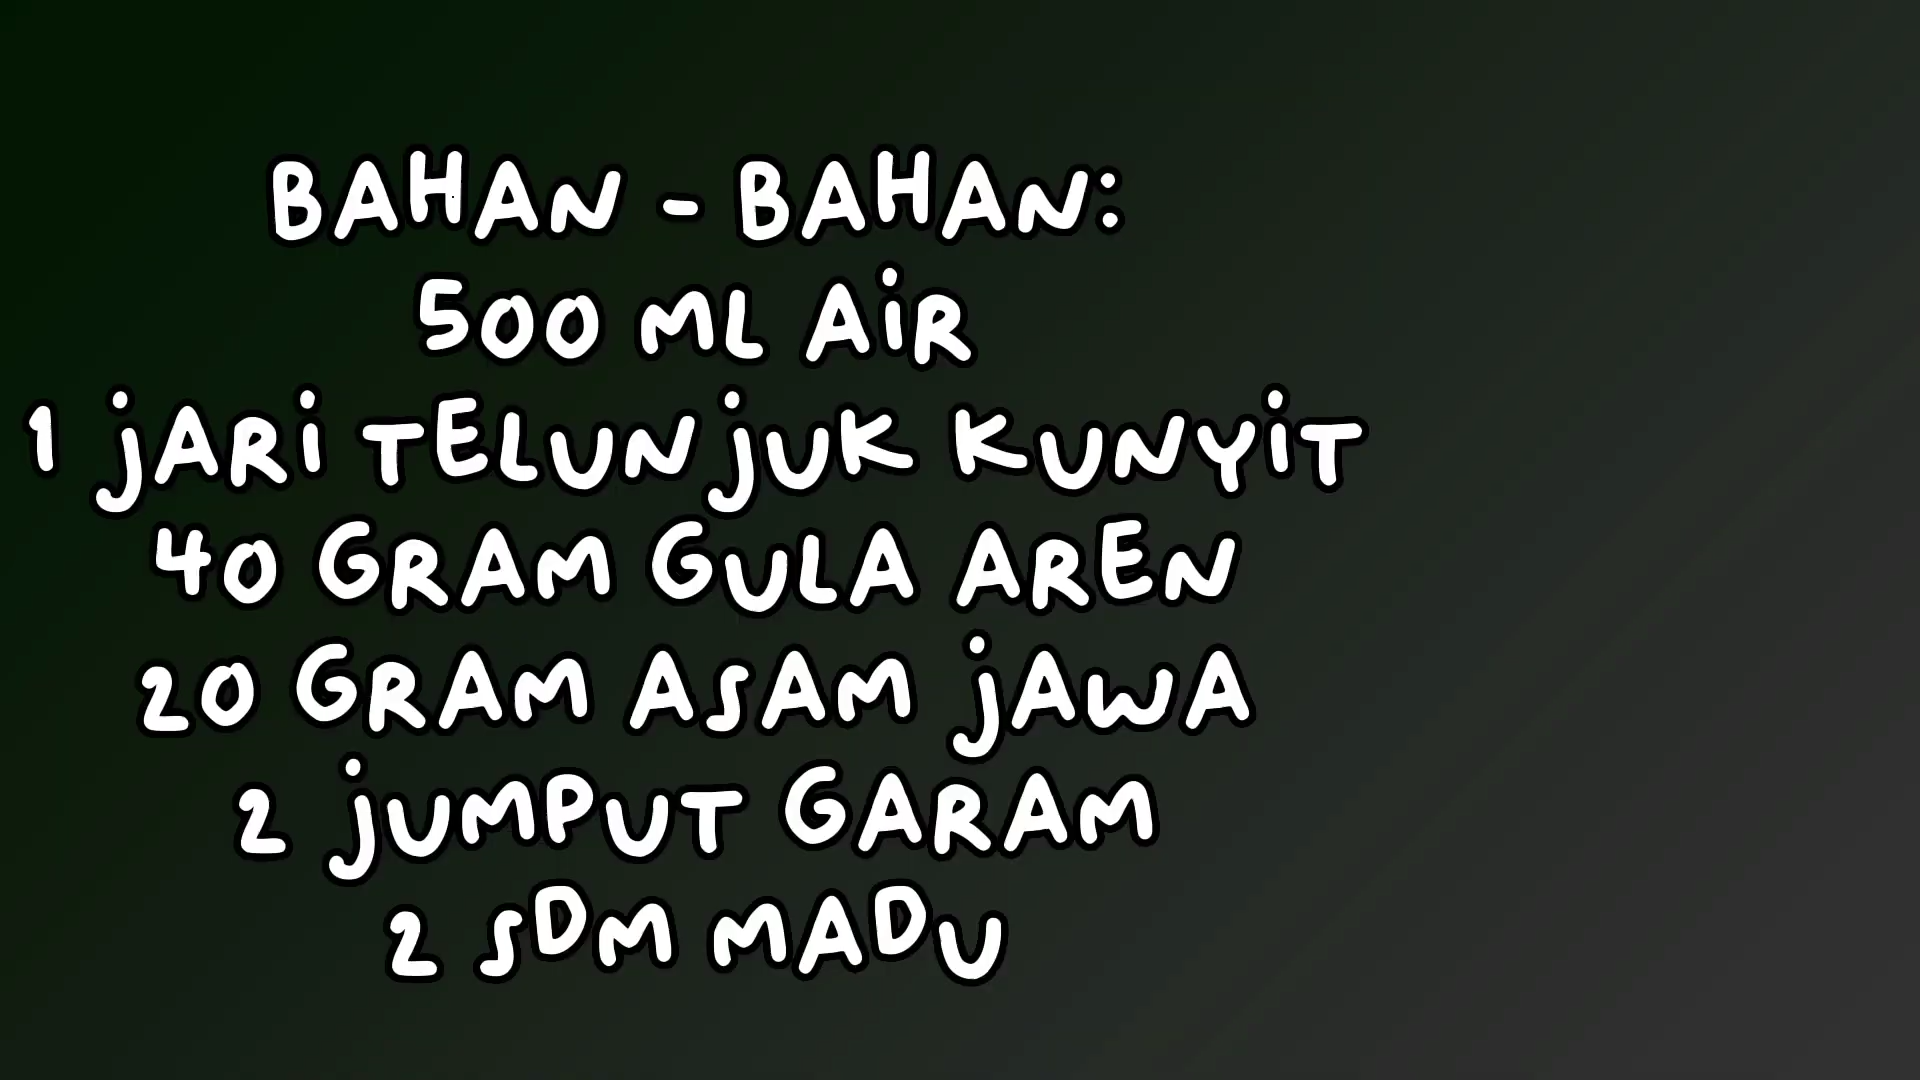 BAHAN - BAHAN:
500 ML AiR
1 jARi TELUNjUK KUNYiT
40 GRAM GULA AREN
20 GRAM ASAM jAWA
2 jUMPUT GARAM
2 SDM MADU